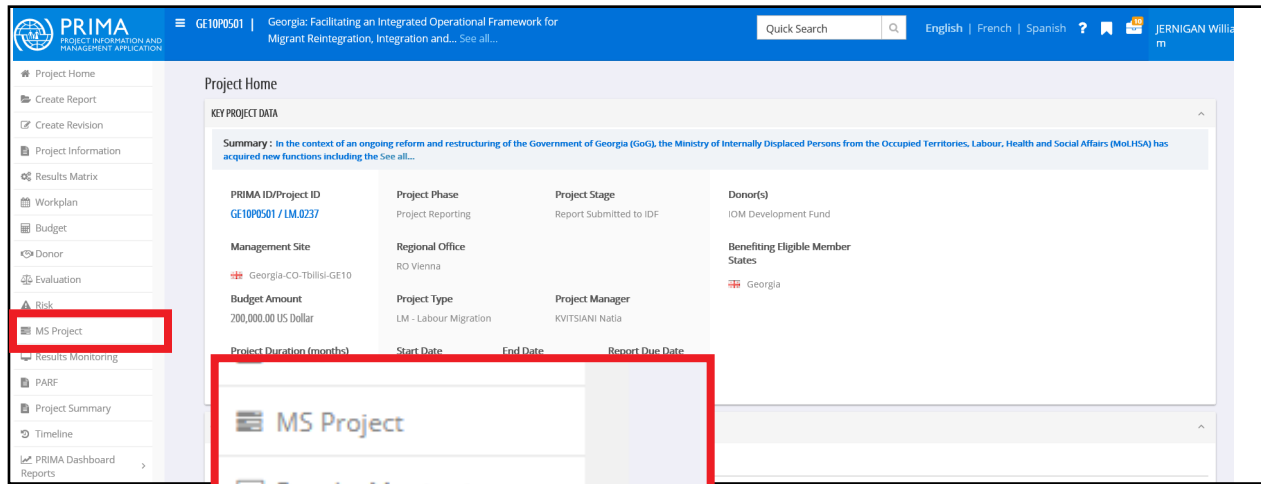 PRIMA
PROJECT INFORMATION AND
MANAGEMENT APPLICATION
GE10P0501 | Georgia: Facilitating an Integrated Operational Framework for
Migrant Reintegration, Integration and... See all...
Quick Search
English | French | Spanish ? 10 JERNIGAN Willia
m
Project Home
Create Report
Create Revision
Project Information
Results Matrix
Workplan
Budget
Donor
Evaluation
Risk
MS Project
Results Monitoring
PARF
Project Summary
Timeline
PRIMA Dashboard
Reports
Project Home
KEY PROJECT DATA
Summary : In the context of an ongoing reform and restructuring of the Government of Georgia (GoG), the Ministry of Internally Displaced Persons from the Occupied Territories, Labour, Health and Social Affairs (MoLHSA) has
acquired new functions including the See all...
PRIMA ID/Project ID
GE10P0501 / LM.0237
Project Phase
Project Reporting
Project Stage
Report Submitted to IDF
Donor(s)
IOM Development Fund
Management Site
Georgia-CO-Tbilisi-GE10
Regional Office
RO Vienna
Benefiting Eligible Member
States
Georgia
Budget Amount
200,000.00 US Dollar
Project Type
LM - Labour Migration
Project Manager
KVITSIANI Natia
Project Duration (months)
Start Date
End Date
Report Due Date
MS Project